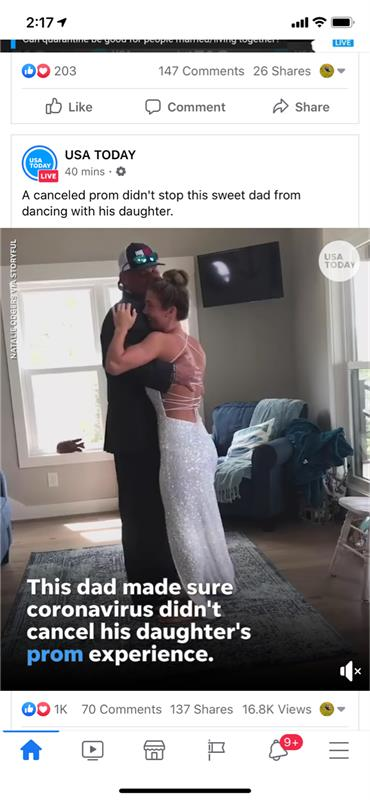 2:17
Can quarantine be good for people married/living together?
LIVE
203
147 Comments 26 Shares
Like
Comment
Share
USA TODAY
LIVE
USA TODAY
40 mins ·
A canceled prom didn't stop this sweet dad from
dancing with his daughter.
NATALIE ODGERS VIA STORYFUL
USA
TODAY
This dad made sure
coronavirus didn't
cancel his daughter's
prom experience.
1K
70 Comments 137 Shares 16.8K Views
9+